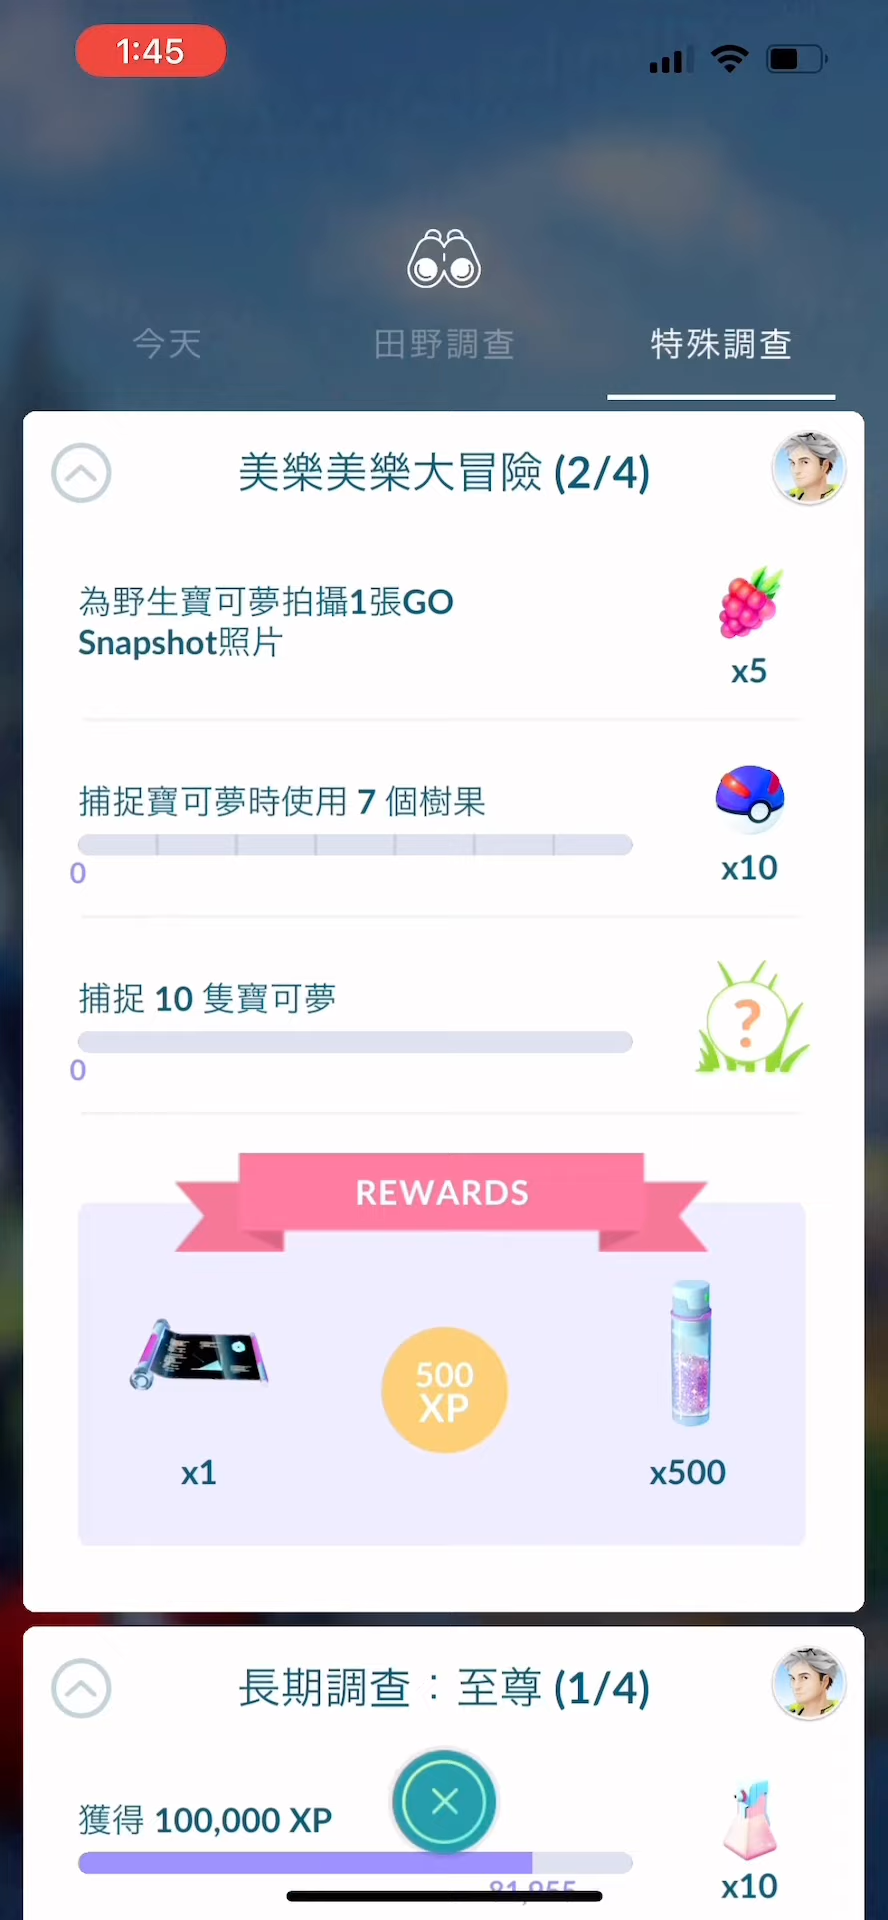 1:45
今天
田野調查
特殊調查
美樂美樂大冒險 (2/4)
為野生寶可夢拍攝1張GO
Snapshot照片
x5
捕捉寶可夢時使用 7 個樹果
0
x10
捕捉 10 隻寶可夢
0
?
REWARDS
500
XP
x1
x500
長期調查：至尊 (1/4)
獲得 100,000 XP
81,955
x10